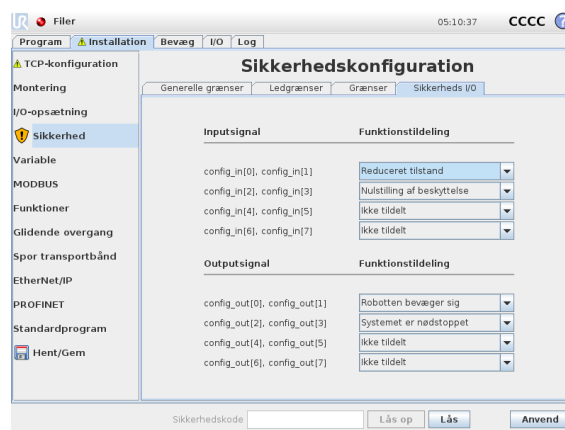 UR Filer 05:10:37 CCCC ?
Program Installation Bevæg I/O Log
TCP-konfiguration
Montering
I/O-opsætning
Sikkerhed
Variable
MODBUS
Funktioner
Glidende overgang
Spor transportbånd
EtherNet/IP
PROFINET
Standardprogram
Hent/Gem
Sikkerhedskonfiguration
Generelle grænser Ledgrænser Grænser Sikkerheds I/O
Inputsignal Funktionstildeling
config_in[0], config_in[1] Reduceret tilstand
config_in[2], config_in[3] Nulstilling af beskyttelse
config_in[4], config_in[5] Ikke tildelt
config_in[6], config_in[7] Ikke tildelt
Outputsignal Funktionstildeling
config_out[0], config_out[1] Robotten bevæger sig
config_out[2], config_out[3] Systemet er nødstoppet
config_out[4], config_out[5] Ikke tildelt
config_out[6], config_out[7] Ikke tildelt
Sikkerhedskode Lås op Lås Anvend